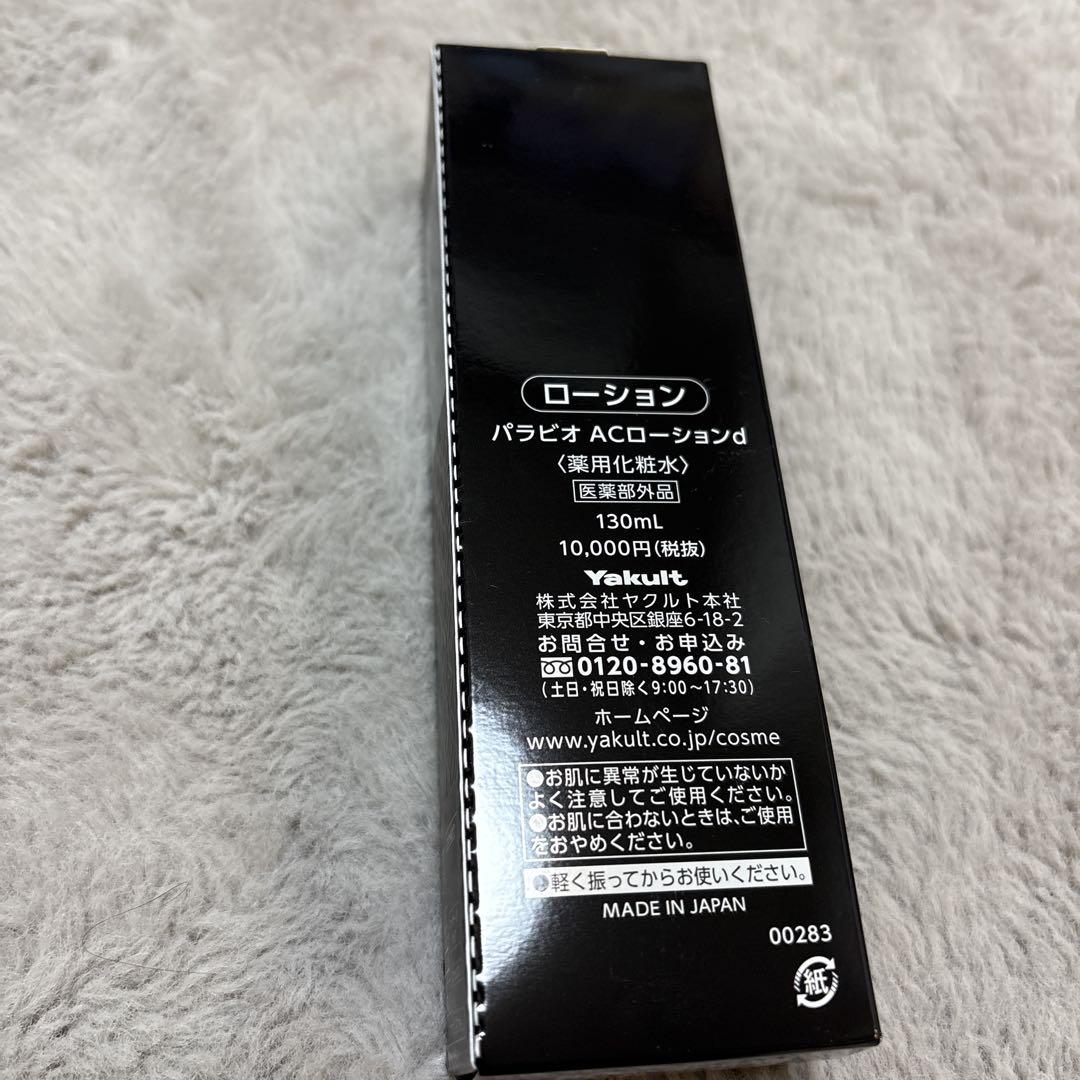 ローション
パラビオ ACローションd
〈薬用化粧水〉
医薬部外品
130mL
10,000円(税抜)
Yakult
株式会社ヤクルト本社
東京都中央区銀座6-18-2
お問合せ・お申込み
0120-8960-81
(土日・祝日除く9:00〜17:30)
ホームページ
www.yakult.co.jp/cosme
●お肌に異常が生じていないか
よく注意してご使用ください。
●お肌に合わないときは、ご使用
をおやめください。
●軽く振ってからお使いください。
MADE IN JAPAN
00283
紙